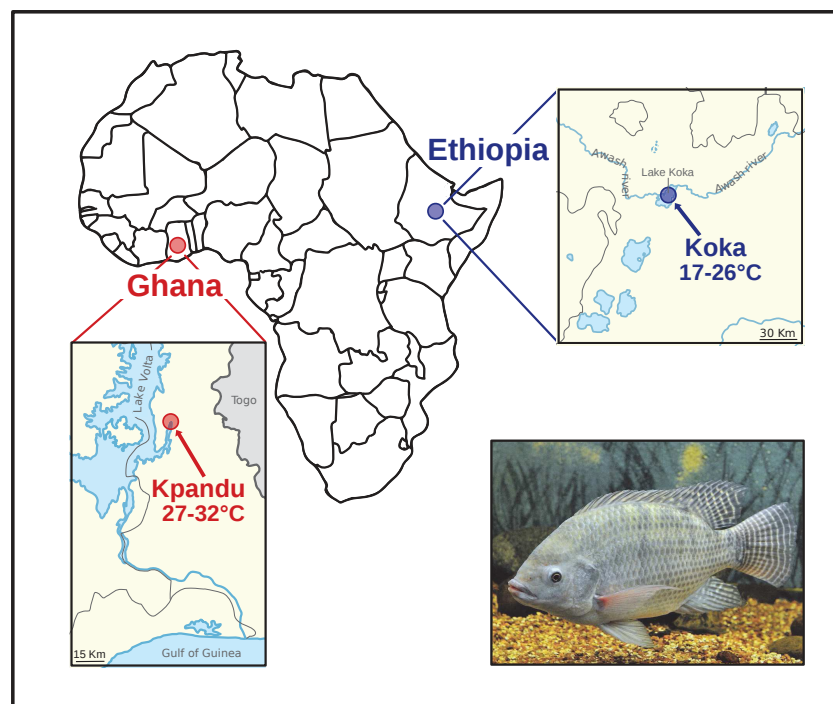 Ethiopia
Ghana
Awash
river
Lake Koka
Awash river
Koka
17-26°C
30 Km
Lake Volta
Togo
Kpandu
27-32°C
15 Km
Gulf of Guinea